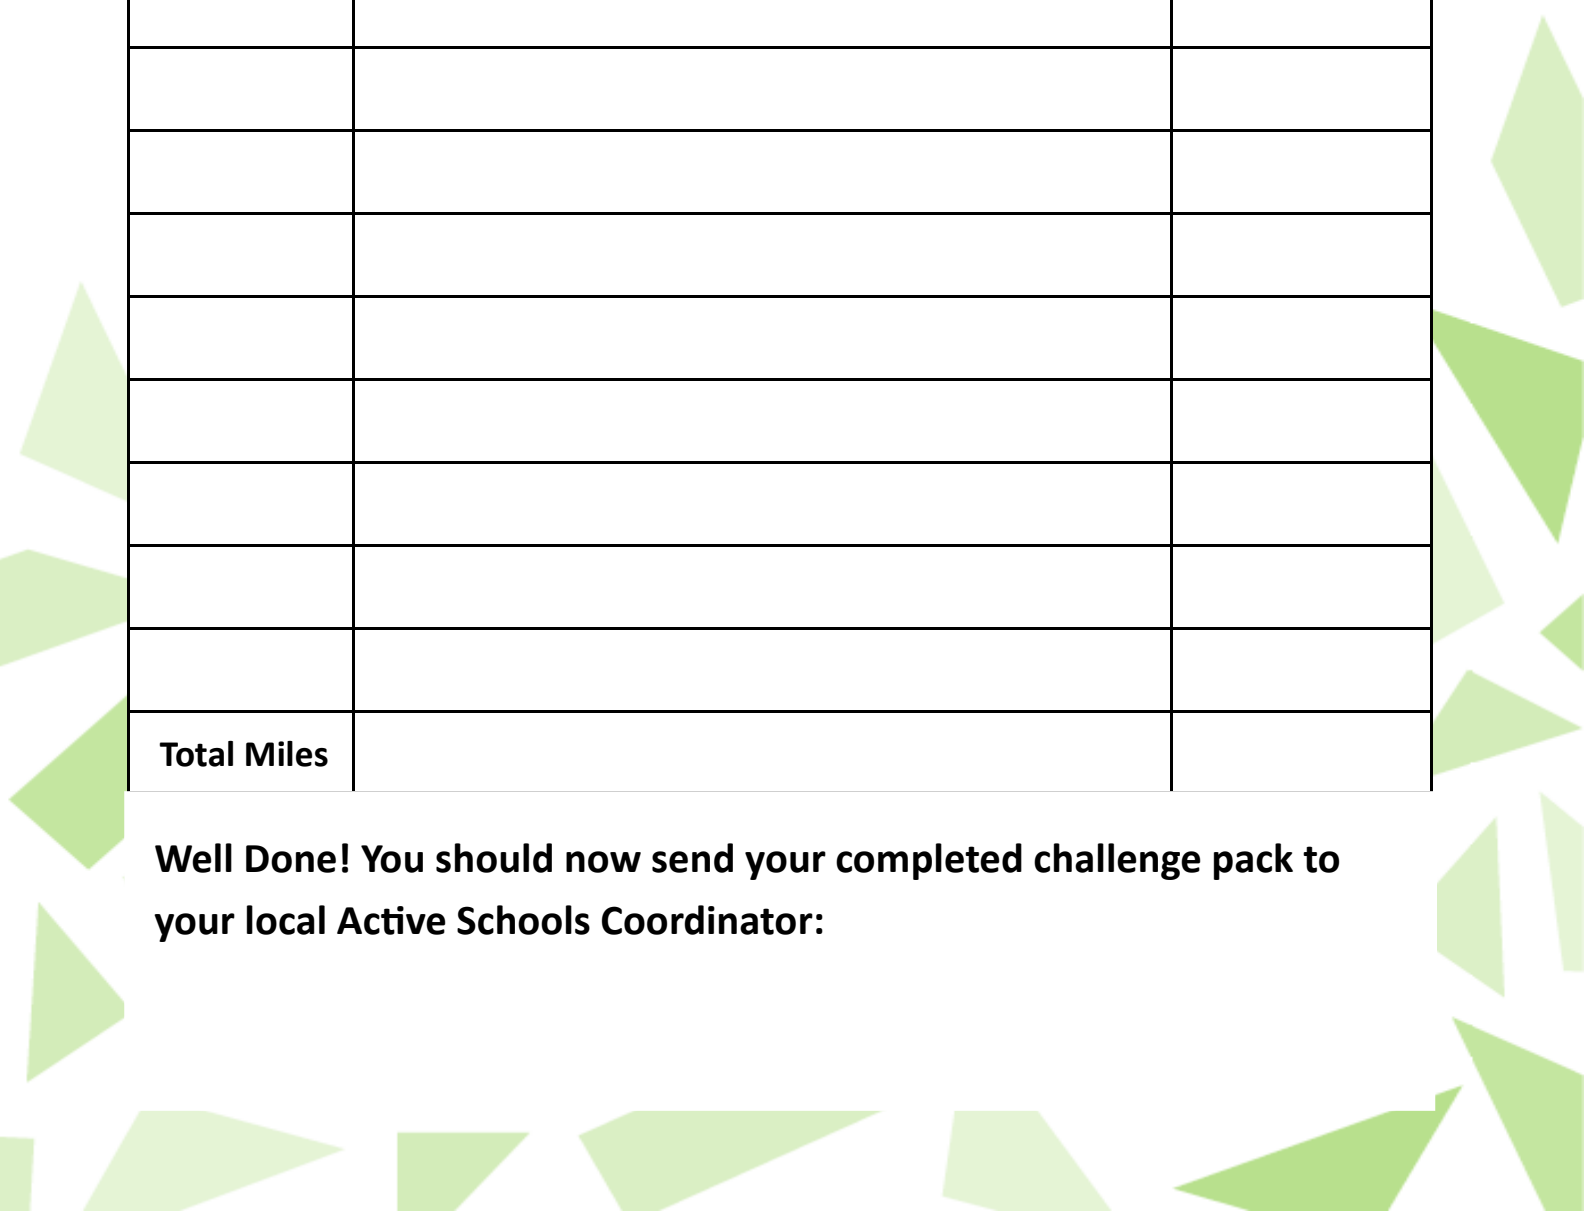 Total Miles
Well Done! You should now send your completed challenge pack to
your local Active Schools Coordinator: